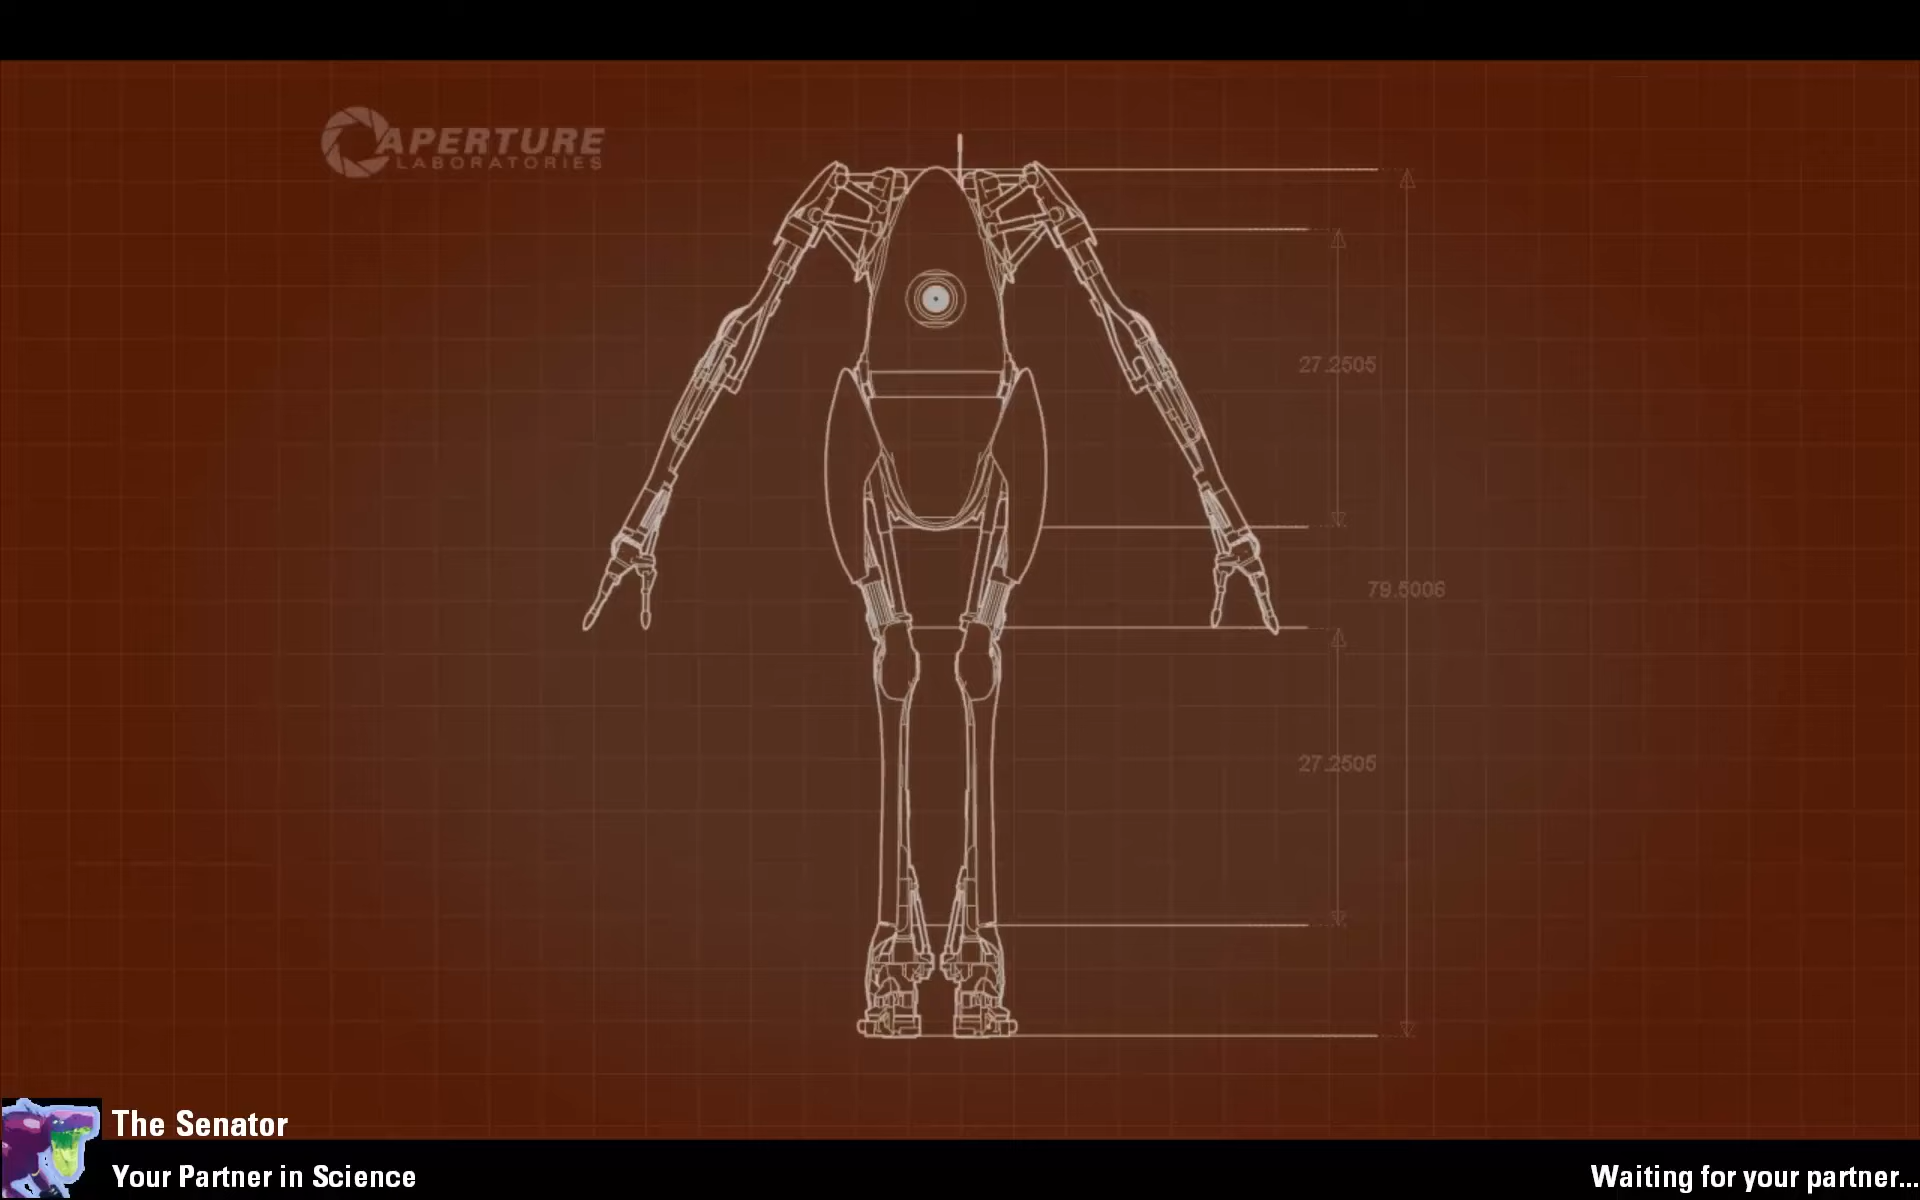 APERTURE
LABORATORIES
27.2505
79.5006
27.2505
The Senator
Your Partner in Science
Waiting for your partner...